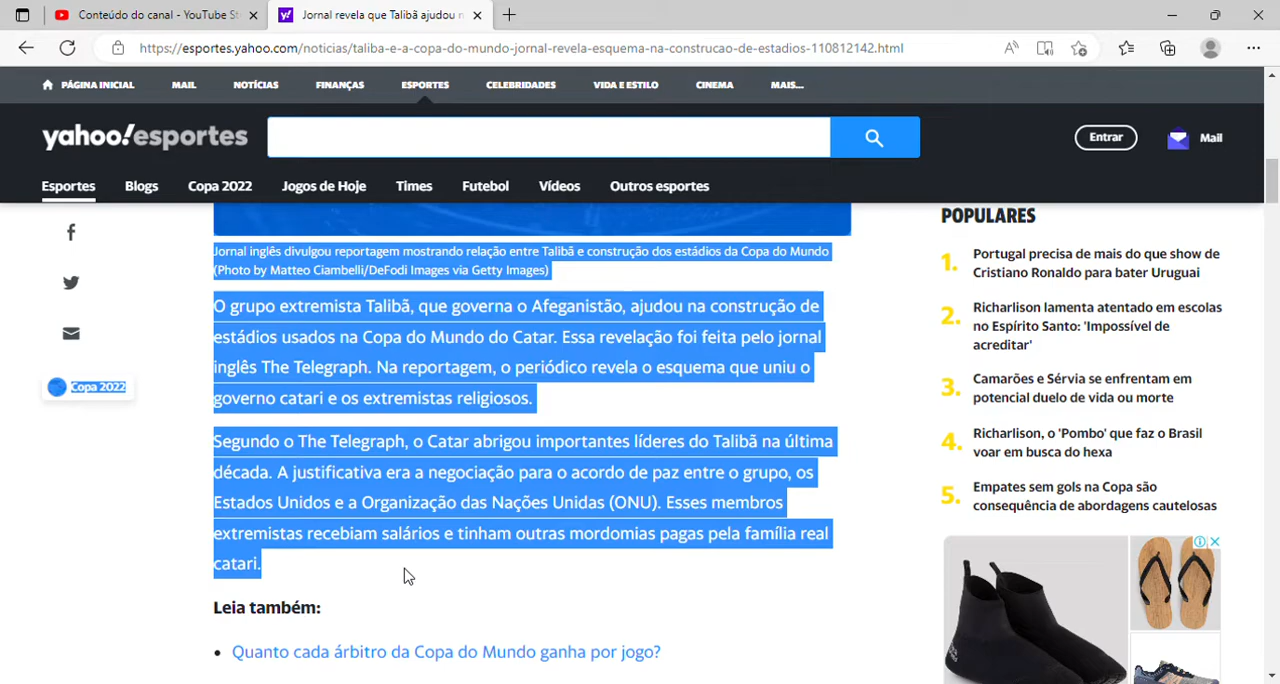 Conteúdo do canal - YouTube St
Jornal revela que Talibã ajudou n
https://esportes.yahoo.com/noticias/taliba-e-a-copa-do-mundo-jornal-revela-esquema-na-construcao-de-estadios-110812142.html
PÁGINA INICIAL MAIL NOTÍCIAS FINANÇAS ESPORTES CELEBRIDADES VIDA E ESTILO CINEMA MAIS...
yahoo!esportes
Entrar
Mail
Esportes Blogs Copa 2022 Jogos de Hoje Times Futebol Vídeos Outros esportes
Jornal inglês divulgou reportagem mostrando relação entre Talibã e construção dos estádios da Copa do Mundo
(Photo by Matteo Ciambelli/DeFodi Images via Getty Images)
O grupo extremista Talibã, que governa o Afeganistão, ajudou na construção de
estádios usados na Copa do Mundo do Catar. Essa revelação foi feita pelo jornal
inglês The Telegraph. Na reportagem, o periódico revela o esquema que uniu o
governo catari e os extremistas religiosos.
Copa 2022
Segundo o The Telegraph, o Catar abrigou importantes líderes do Talibã na última
década. A justificativa era a negociação para o acordo de paz entre o grupo, os
Estados Unidos e a Organização das Nações Unidas (ONU). Esses membros
extremistas recebiam salários e tinham outras mordomias pagas pela família real
catari.
Leia também:
• Quanto cada árbitro da Copa do Mundo ganha por jogo?
POPULARES
1. Portugal precisa de mais do que show de
Cristiano Ronaldo para bater Uruguai
2. Richarlison lamenta atentado em escolas
no Espírito Santo: 'Impossível de
acreditar'
3. Camarões e Sérvia se enfrentam em
potencial duelo de vida ou morte
4. Richarlison, o 'Pombo' que faz o Brasil
voar em busca do hexa
5. Empates sem gols na Copa são
consequência de abordagens cautelosas